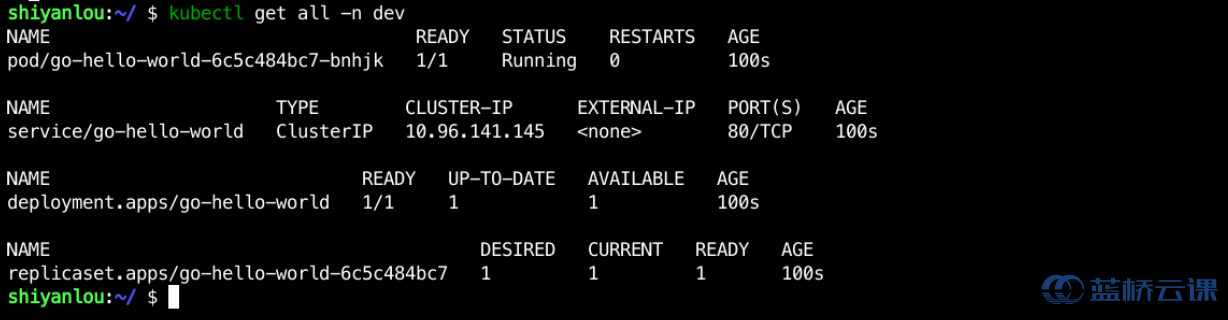 shiyanlou:~/ $ kubectl get all -n dev
NAME READY STATUS RESTARTS AGE
pod/go-hello-world-6c5c484bc7-bnhjk 1/1 Running 0 100s
NAME TYPE CLUSTER-IP EXTERNAL-IP PORT(S) AGE
service/go-hello-world ClusterIP 10.96.141.145 <none> 80/TCP 100s
NAME READY UP-TO-DATE AVAILABLE AGE
deployment.apps/go-hello-world 1/1 1 1 100s
NAME DESIRED CURRENT READY AGE
replicaset.apps/go-hello-world-6c5c484bc7 1 1 1 100s
shiyanlou:~/ $
蓝桥云课